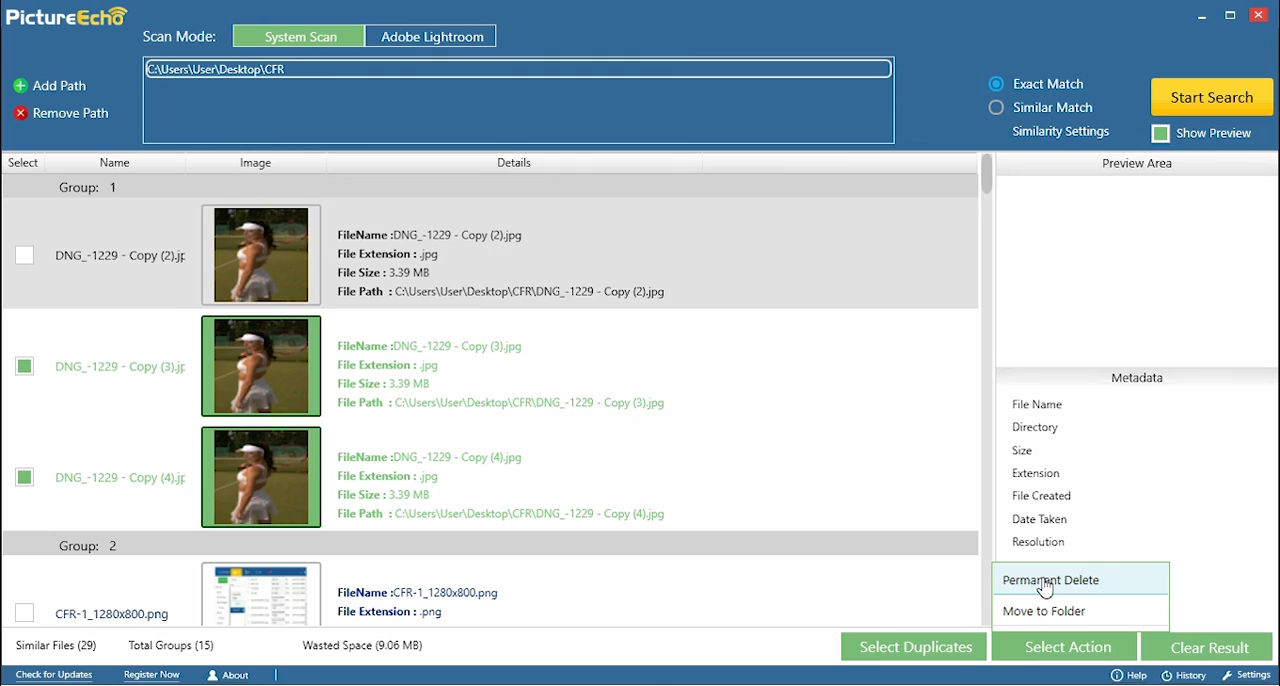 PictureEcho
Scan Mode:
System Scan
Adobe Lightroom
C:\Users\User\Desktop\CFR
Add Path
Remove Path
Exact Match
Similar Match
Similarity Settings
Start Search
Show Preview
Select
Name
Image
Details
Preview Area
Group: 1
DNG_-1229 - Copy (2).jp
FileName :DNG_-1229 - Copy (2).jpg
File Extension : .jpg
File Size : 3.39 MB
File Path : C:\Users\User\Desktop\CFR\DNG_-1229 - Copy (2).jpg
DNG_-1229 - Copy (3).jp
FileName :DNG_-1229 - Copy (3).jpg
File Extension : .jpg
File Size : 3.39 MB
File Path : C:\Users\User\Desktop\CFR\DNG_-1229 - Copy (3).jpg
DNG_-1229 - Copy (4).jp
FileName :DNG_-1229 - Copy (4).jpg
File Extension : .jpg
File Size : 3.39 MB
File Path : C:\Users\User\Desktop\CFR\DNG_-1229 - Copy (4).jpg
Group: 2
CFR-1_1280x800.png
FileName :CFR-1_1280x800.png
File Extension : .png
Metadata
File Name
Directory
Size
Extension
File Created
Date Taken
Resolution
Permanent Delete
Move to Folder
Similar Files (29)
Total Groups (15)
Wasted Space (9.06 MB)
Select Duplicates
Select Action
Clear Result
Check for Updates
Register Now
About
Help
History
Settings